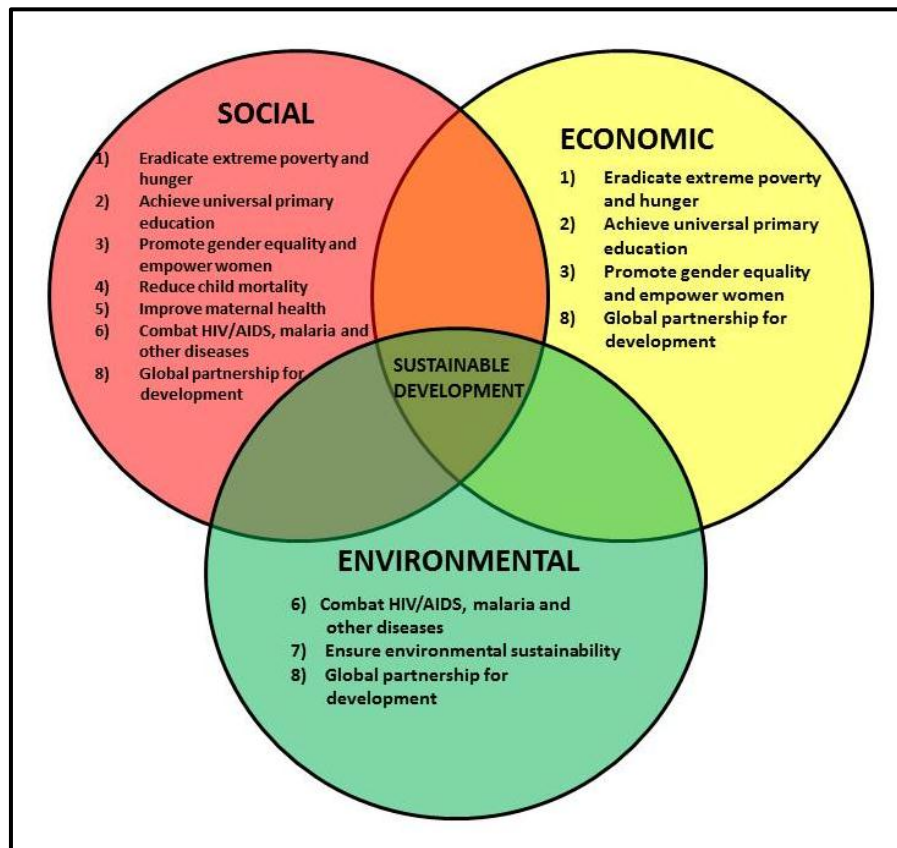 SOCIAL
1) Eradicate extreme poverty and
hunger
2) Achieve universal primary
education
3) Promote gender equality and
empower women
4) Reduce child mortality
5) Improve maternal health
6) Combat HIV/AIDS, malaria and
other diseases
8) Global partnership for
development
ECONOMIC
1) Eradicate extreme poverty
and hunger
2) Achieve universal primary
education
3) Promote gender equality
and empower women
8) Global partnership for
development
SUSTAINABLE
DEVELOPMENT
ENVIRONMENTAL
6) Combat HIV/AIDS, malaria and
other diseases
7) Ensure environmental sustainability
8) Global partnership for
development